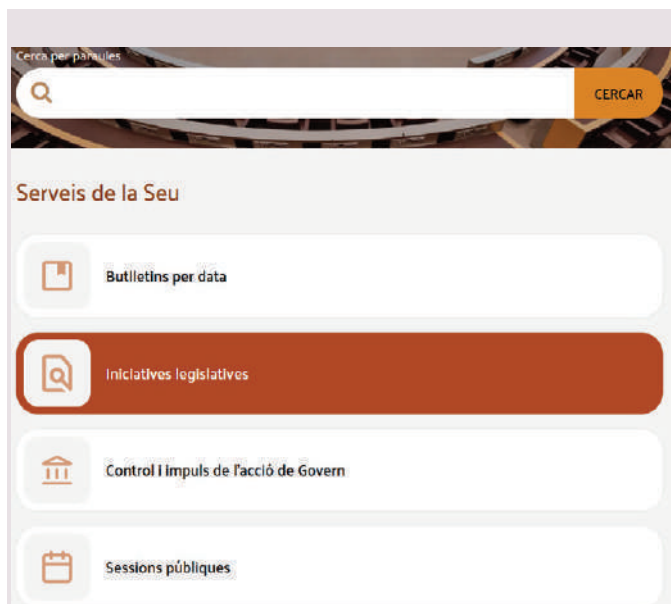 Cerca per paraules
CERCAR
Serveis de la Seu
Butlletins per data
Iniciatives legislatives
Control i impuls de l'acció de Govern
Sessions públiques